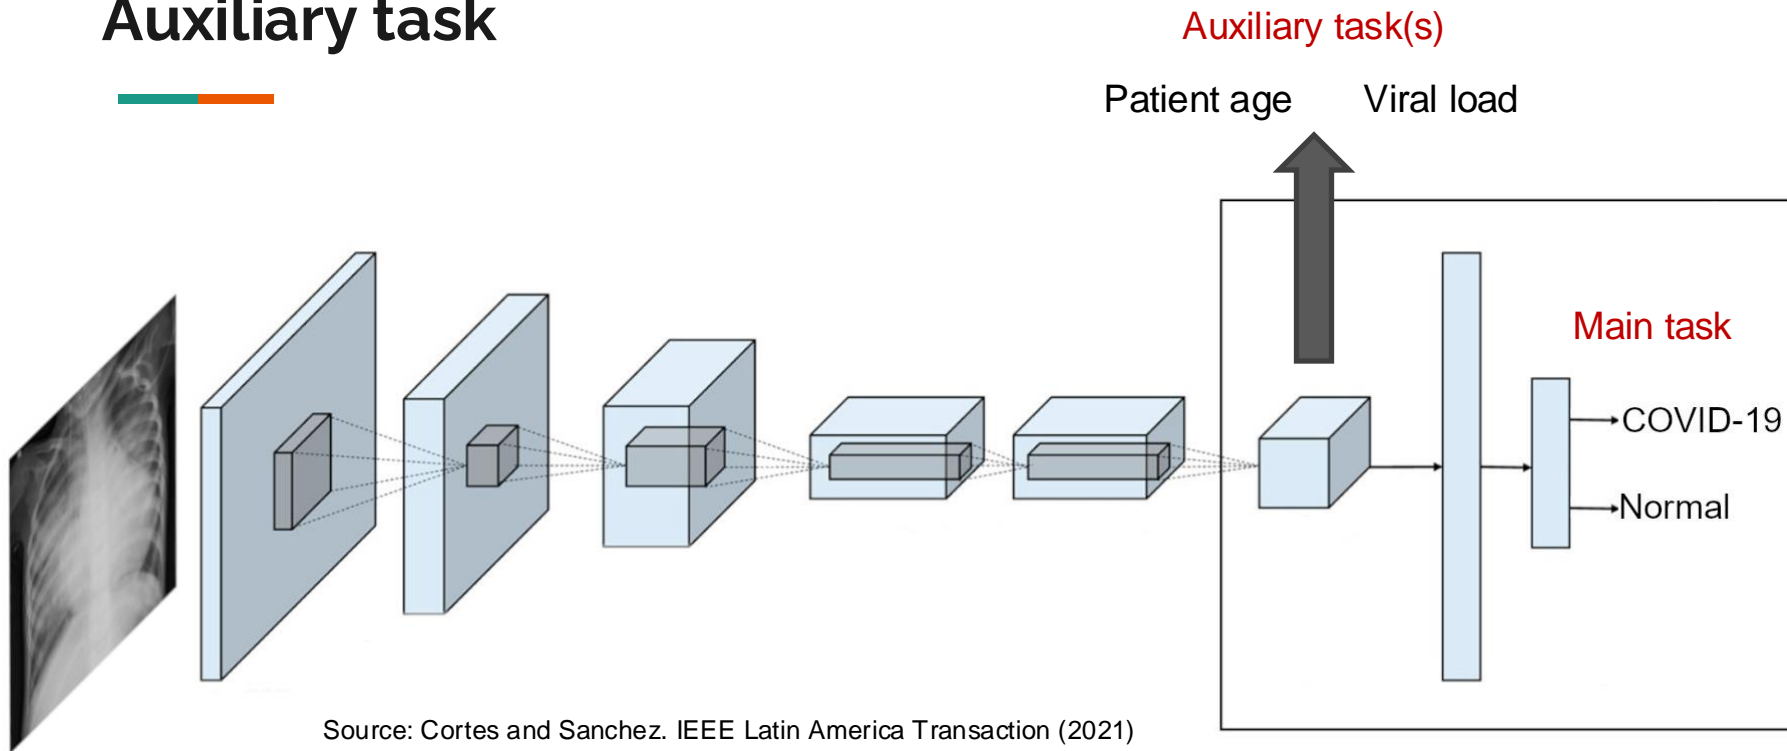 Auxiliary task
Auxiliary task(s)
Patient age Viral load
Main task
COVID-19
Normal
Source: Cortes and Sanchez. IEEE Latin America Transaction (2021)